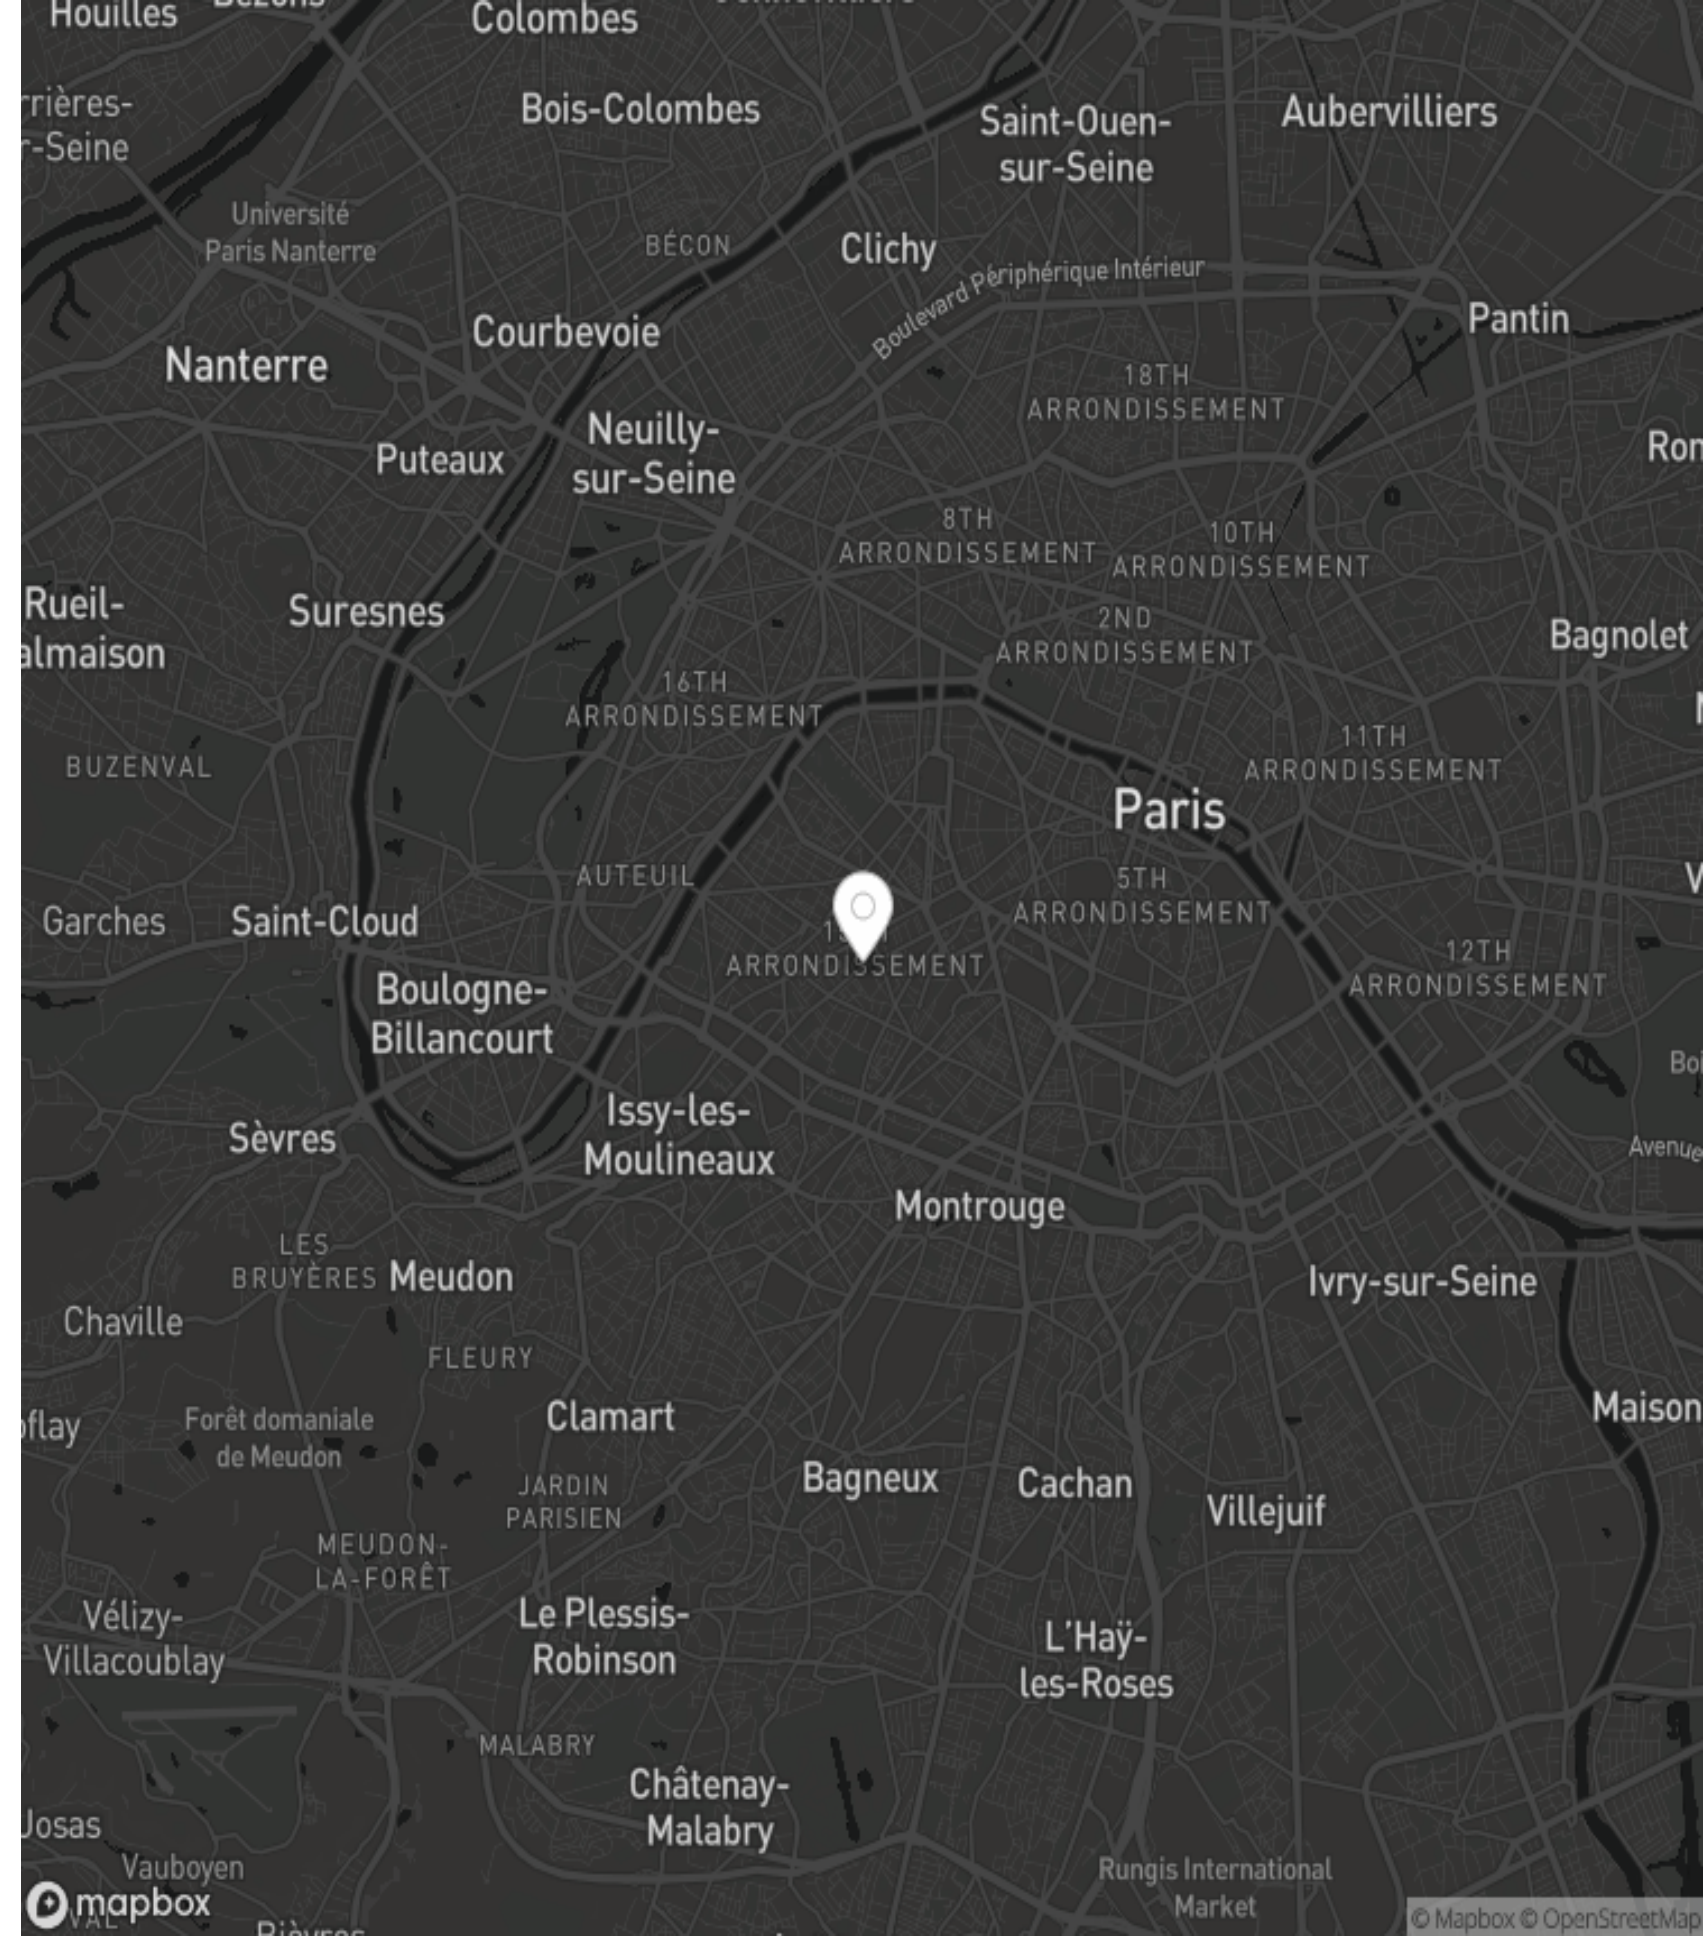 Houilles
Colombes
Bois-Colombes
Saint-Ouen-
sur-Seine
Aubervilliers
Université
Paris Nanterre
BÉCON
Clichy
Boulevard Périphérique Intérieur
Courbevoie
Pantin
Nanterre
18TH
ARRONDISSEMENT
Neuilly-
sur-Seine
Puteaux
8TH
ARRONDISSEMENT
10TH
ARRONDISSEMENT
Rueil-
almaison
Suresnes
2ND
ARRONDISSEMENT
Bagnolet
16TH
ARRONDISSEMENT
BUZENVAL
11TH
ARRONDISSEMENT
Paris
AUTEUIL
5TH
ARRONDISSEMENT
Garches
Saint-Cloud
ARRONDISSEMENT
12TH
ARRONDISSEMENT
Boulogne-
Billancourt
Issy-les-
Moulineaux
Sèvres
Avenue
Montrouge
LES
BRUYÈRES
Meudon
Ivry-sur-Seine
Chaville
FLEURY
Maison
Clamart
Forêt domaniale
de Meudon
Bagneux
Cachan
Villejuif
JARDIN
PARISIEN
MEUDON-
LA-FORÊT
Vélizy-
Villacoublay
Le Plessis-
Robinson
L'Haÿ-
les-Roses
MALABRY
Châtenay-
Malabry
Josas
Vauboyen
Rungis International
Market
mapbox
© Mapbox © OpenStreetMap